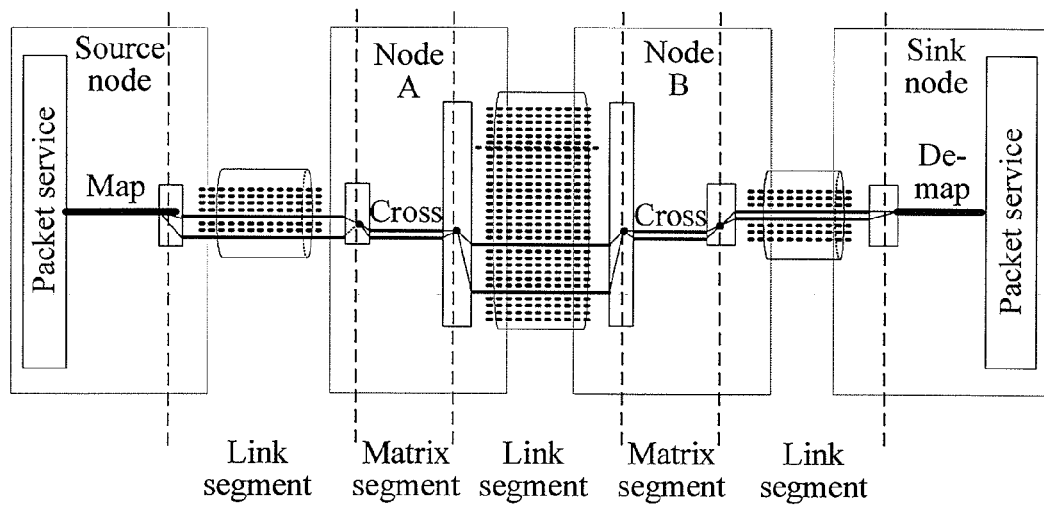 Source
node
Node
A
Node
B
Sink
node
Packet service
Map
Cross
Cross
De-
map
Packet service
Link
segment
Matrix
segment
Link
segment
Matrix
segment
Link
segment